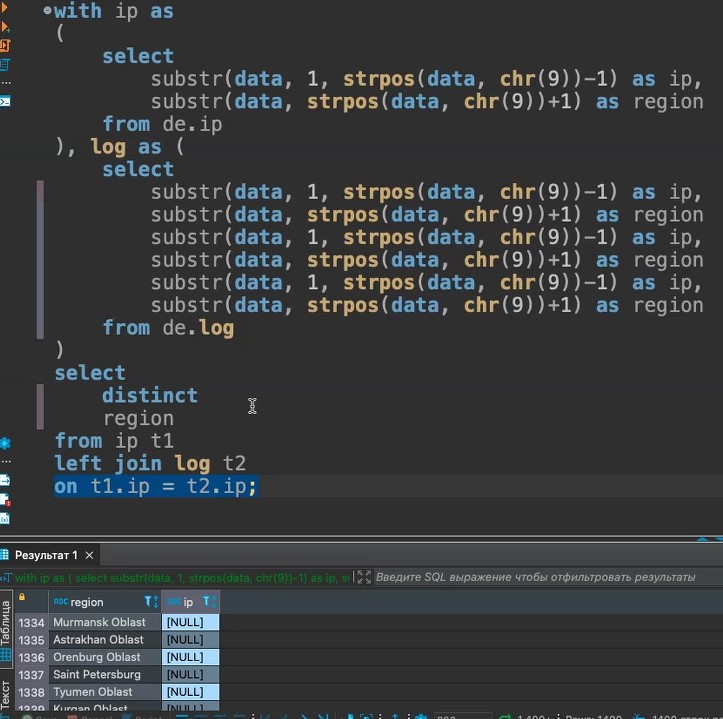 with ip as
(
select
substr(data, 1, strpos(data, chr(9))-1) as ip,
substr(data, strpos(data, chr(9))+1) as region
from de.ip
), log as (
select
substr(data, 1, strpos(data, chr(9))-1) as ip,
substr(data, strpos(data, chr(9))+1) as region
substr(data, 1, strpos(data, chr(9))-1) as ip,
substr(data, strpos(data, chr(9))+1) as region
substr(data, 1, strpos(data, chr(9))-1) as ip,
substr(data, strpos(data, chr(9))+1) as region
from de.log
)
select
distinct
region
from ip t1
left join log t2
on t1.ip = t2.ip;
Результат 1
with ip as ( select substr(data, 1, strpos(data, chr(9))-1) as ip, Введите SQL выражение чтобы отфильтровать результаты
Таблица
Текст
ABC region ABC ip
1334 Murmansk Oblast [NULL]
1335 Astrakhan Oblast [NULL]
1336 Orenburg Oblast [NULL]
1337 Saint Petersburg [NULL]
1338 Tyumen Oblast [NULL]
1339 Kurgan Oblast [NULL]